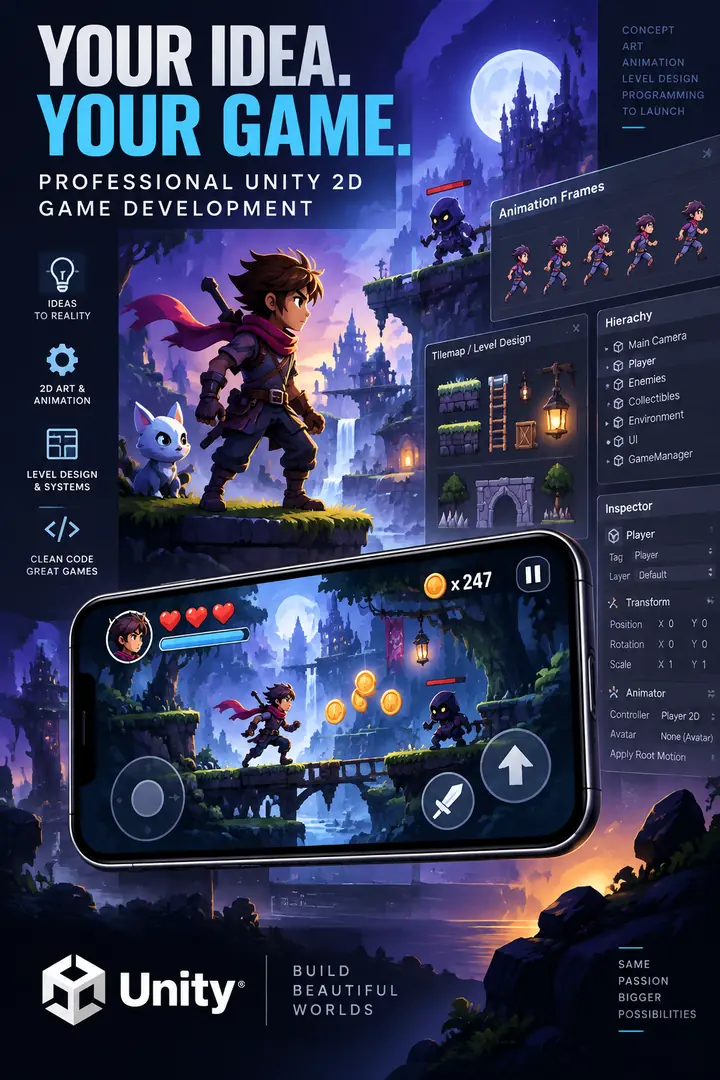 YOUR IDEA.
YOUR GAME.
PROFESSIONAL UNITY 2D
GAME DEVELOPMENT
CONCEPT
ART
ANIMATION
LEVEL DESIGN
PROGRAMMING
TO LAUNCH
IDEAS
TO REALITY
2D ART &
ANIMATION
LEVEL DESIGN
& SYSTEMS
</>
CLEAN CODE
GREAT GAMES
Animation Frames
Tilemap / Level Design
Hierachy
Main Camera
Player
Enemies
Collectibles
Environment
UI
GameManager
Inspector
Player
Tag Player
Layer Default
Transform
Position X 0 Y 0
Rotation X 0 Y 0
Scale X 1 Y 1
Animator
Controller Player 2D
Avatar None (Avatar)
Apply Root Motion
x247
Unity®
BUILD
BEAUTIFUL
WORLDS
SAME
PASSION
BIGGER
POSSIBILITIES